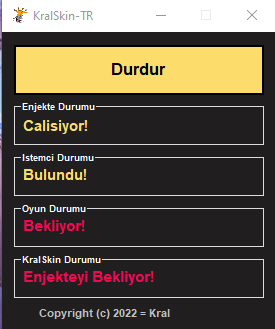 KralSkin-TR
Durdur
Enjekte Durumu
Calisiyor!
Istemci Durumu
Bulundu!
Oyun Durumu
Bekliyor!
KralSkin Durumu
Enjekteyi Bekliyor!
Copyright (c) 2022 = Kral